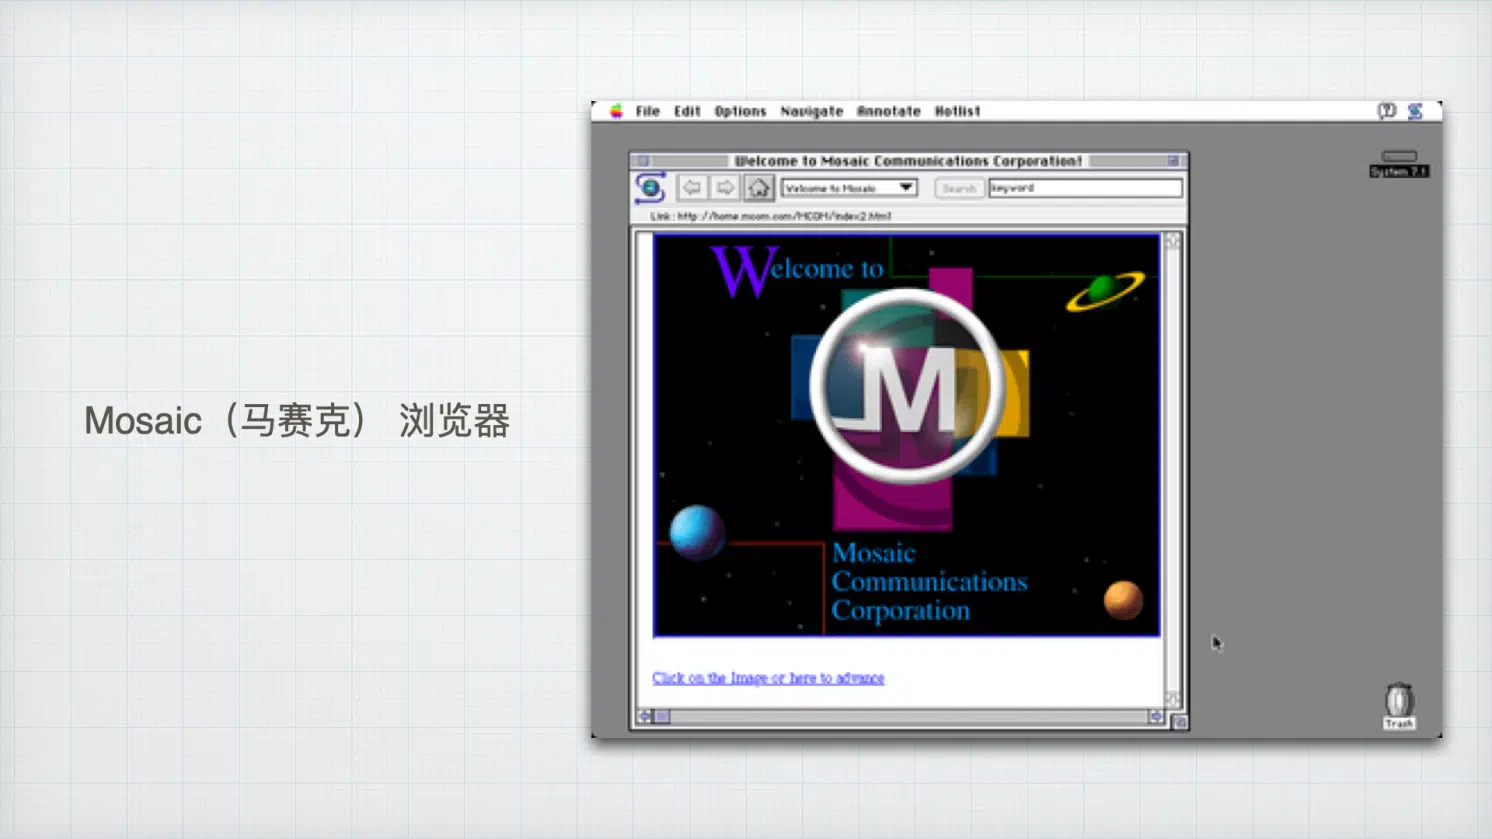 Mosaic（马赛克） 浏览器
File Edit Options Navigate Annotate Hotlist
System 7.1
Welcome to Mosaic Communications Corporation!
Welcome to Mosaic
Search
keyword
Link: http://home.mcom.com/MCOM/index2.html
Welcome to
M
Mosaic
Communications
Corporation
Click on the Image or here to advance
Trash